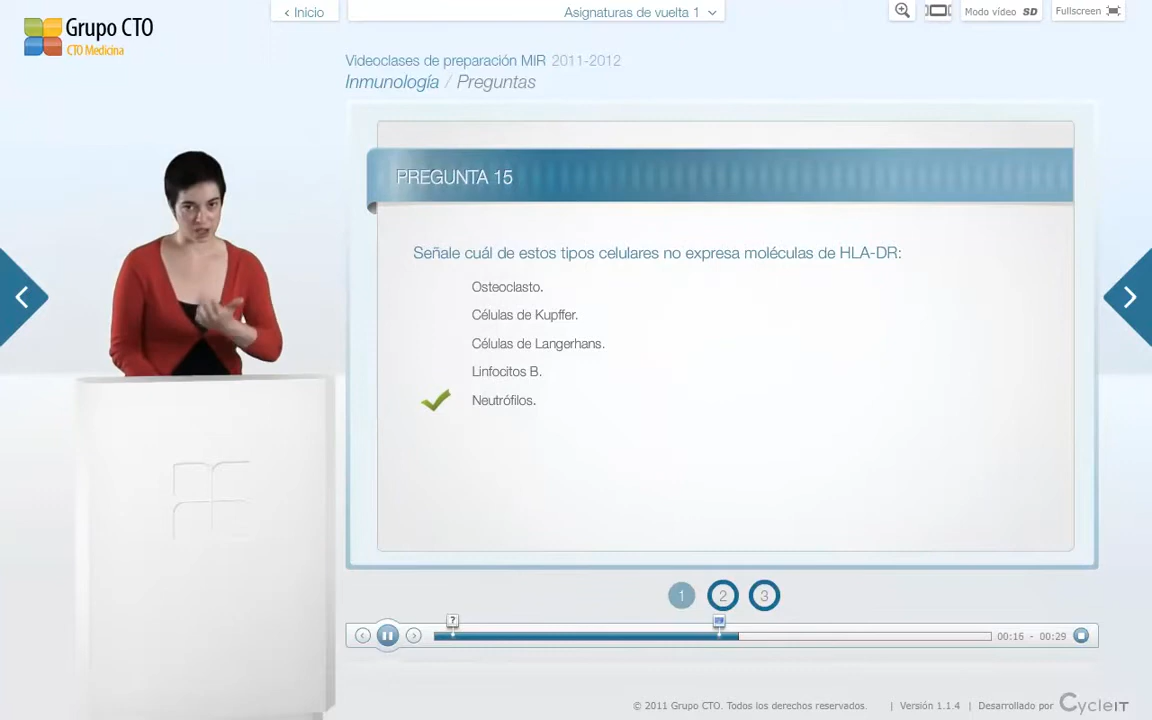 Grupo CTO
CTO Medicina
‹ Inicio
Asignaturas de vuelta 1
Modo vídeo SD
Fullscreen
Videoclases de preparación MIR 2011-2012
Inmunología / Preguntas
PREGUNTA 15
Señale cuál de estos tipos celulares no expresa moléculas de HLA-DR:
Osteoclasto.
Células de Kupffer.
Células de Langerhans.
Linfocitos B.
Neutrófilos.
1 2 3
?
00:16 - 00:29
© 2011 Grupo CTO. Todos los derechos reservados. | Versión 1.1.4 | Desarrollado por CycleIT